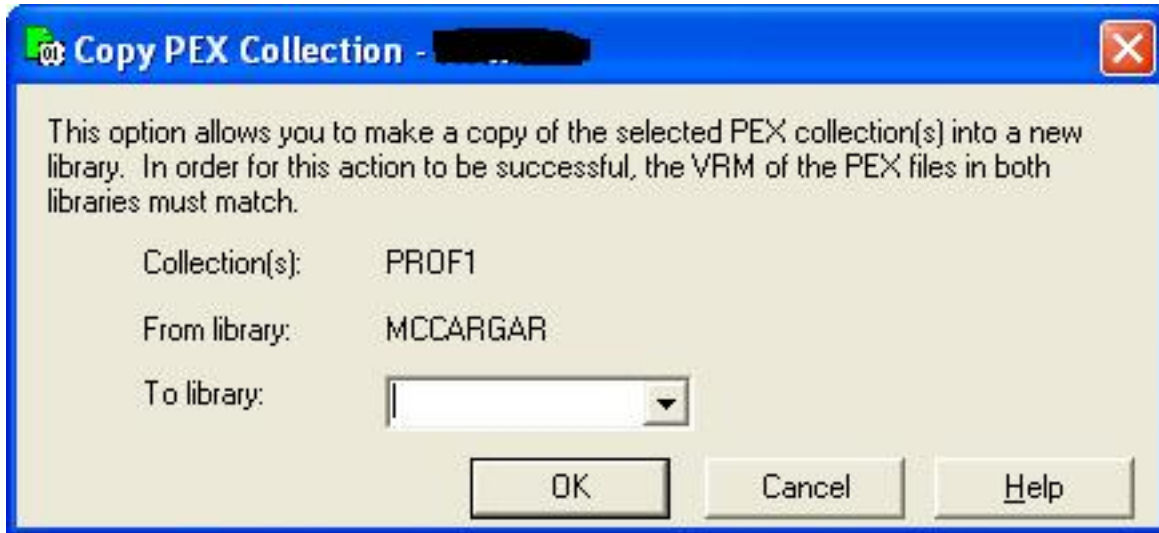 Copy PEX Collection -
This option allows you to make a copy of the selected PEX collection(s) into a new
library.  In order for this action to be successful, the VRM of the PEX files in both
libraries must match.
Collection(s): PROF1
From library: MCCARGAR
To library:
OK Cancel Help